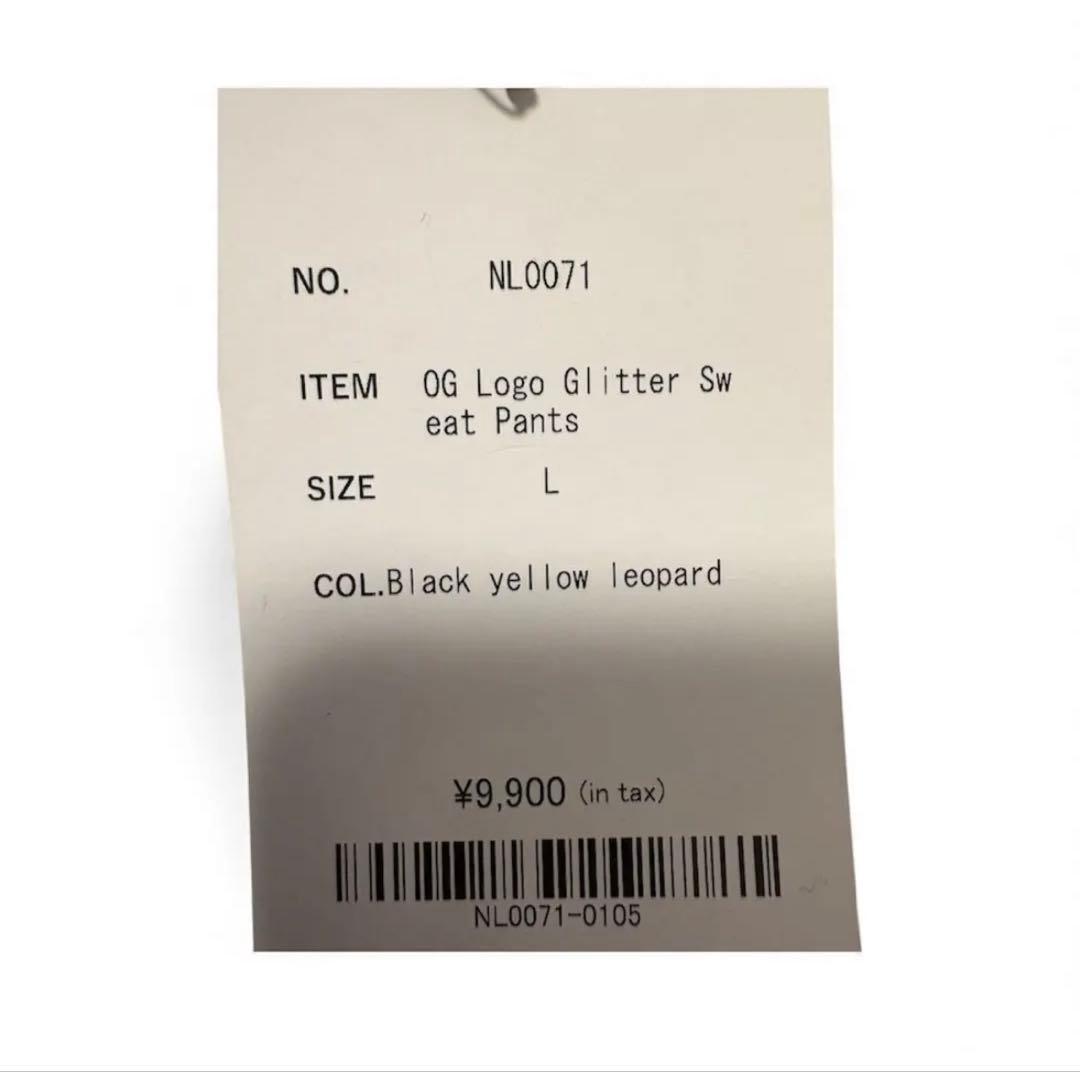 NO. NL0071
ITEM OG Logo Glitter Sw
eat Pants
SIZE L
COL.Black yellow leopard
¥9,900 (in tax)
NL0071-0105